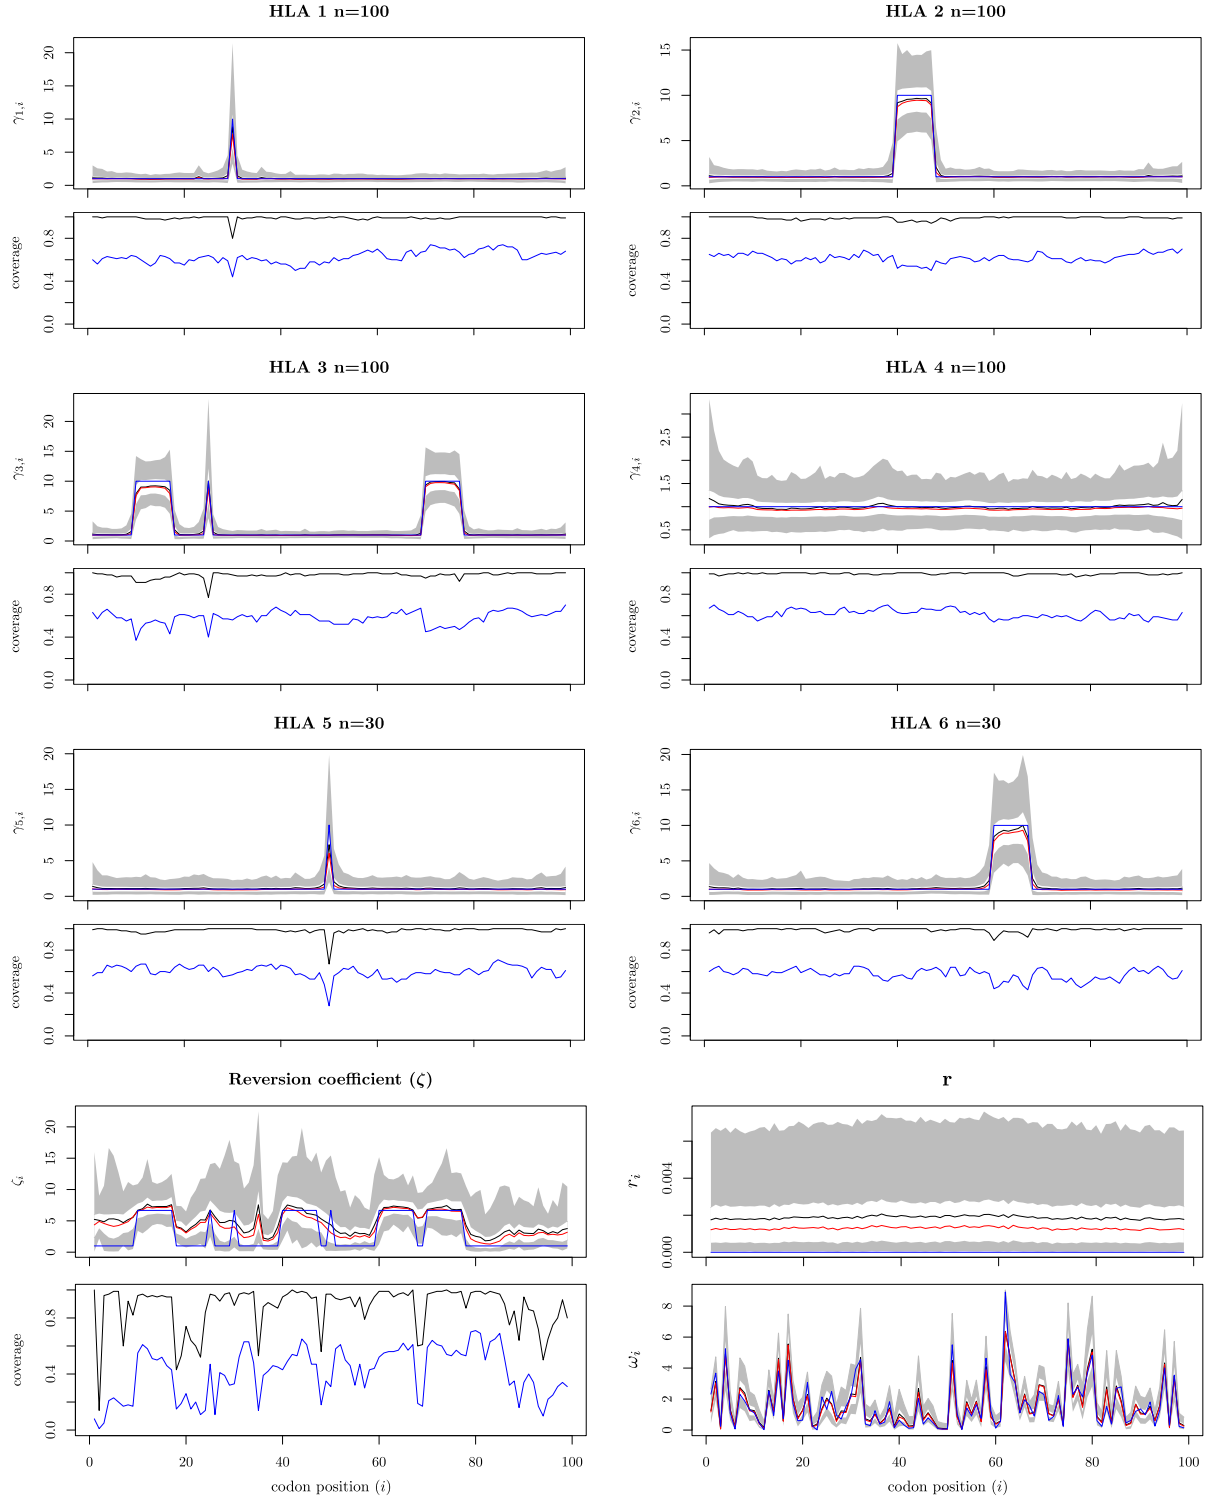 HLA 1 n=100
HLA 2 n=100
γ1,i
0 5 10 15 20
γ2,i
0 5 10 15
coverage
0.0 0.4 0.8
coverage
0.0 0.4 0.8
HLA 3 n=100
HLA 4 n=100
γ3,i
0 5 10 15 20
γ4,i
0.5 1.5 2.5
coverage
0.0 0.4 0.8
coverage
0.0 0.4 0.8
HLA 5 n=30
HLA 6 n=30
γ5,i
0 5 10 15 20
γ6,i
0 5 10 15 20
coverage
0.0 0.4 0.8
coverage
0.0 0.4 0.8
Reversion coefficient (ζ)
r
ζi
0 5 10 15 20
ri
0.000 0.004
coverage
0.0 0.4 0.8
ωi
0 2 4 6 8
0 20 40 60 80 100
0 20 40 60 80 100
codon position (i)
codon position (i)